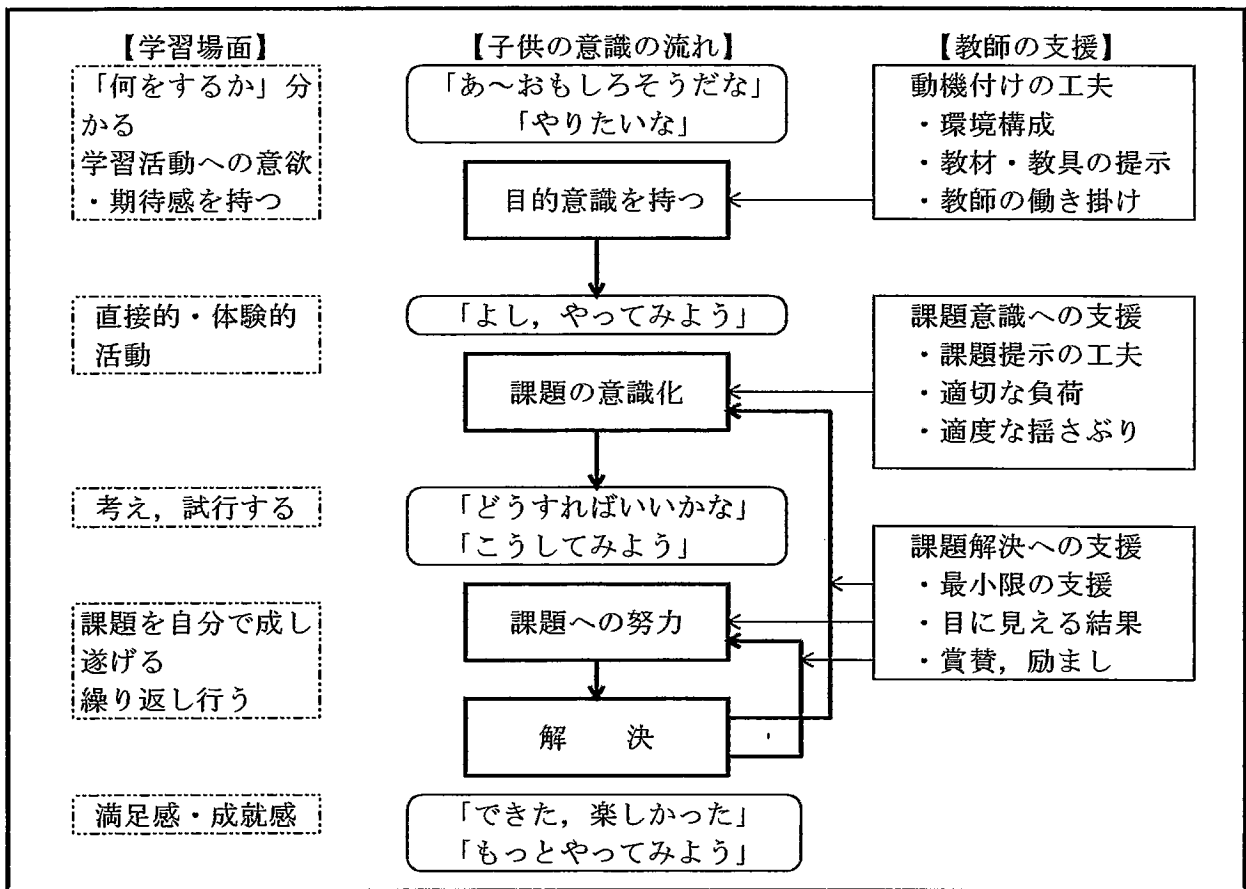 【学習場面】
【子供の意識の流れ】
【教師の支援】
「何をするか」分
かる
学習活動への意欲
・期待感を持つ
「あ~おもしろそうだな」
「やりたいな」
目的意識を持つ
動機付けの工夫
・環境構成
・教材・教具の提示
・教師の働き掛け
直接的・体験的
活動
「よし，やってみよう」
課題の意識化
課題意識への支援
・課題提示の工夫
・適切な負荷
・適度な揺さぶり
考え，試行する
「どうすればいいかな」
「こうしてみよう」
課題を自分で成し
遂げる
繰り返し行う
課題への努力
解　　決
課題解決への支援
・最小限の支援
・目に見える結果
・賞賛，励まし
満足感・成就感
「できた，楽しかった」
「もっとやってみよう」